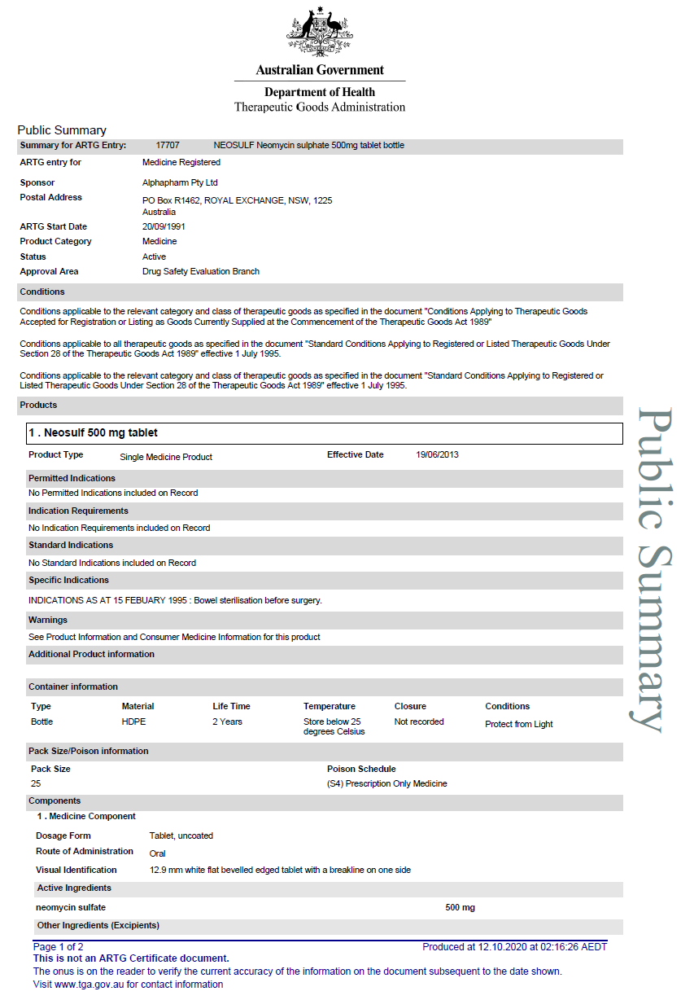 Australian Government
Department of Health
Therapeutic Goods Administration
Public Summary
Summary for ARTG Entry: 17707 NEOSULF Neomycin sulphate 500mg tablet bottle
ARTG entry for Medicine Registered
Sponsor Alphapharm Pty Ltd
Postal Address PO Box R1462, ROYAL EXCHANGE, NSW, 1225
Australia
ARTG Start Date 20/09/1991
Product Category Medicine
Status Active
Approval Area Drug Safety Evaluation Branch
Conditions
Conditions applicable to the relevant category and class of therapeutic goods as specified in the document "Conditions Applying to Therapeutic Goods
Accepted for Registration or Listing as Goods Currently Supplied at the Commencement of the Therapeutic Goods Act 1989"
Conditions applicable to all therapeutic goods as specified in the document "Standard Conditions Applying to Registered or Listed Therapeutic Goods Under
Section 28 of the Therapeutic Goods Act 1989" effective 1 July 1995.
Conditions applicable to the relevant category and class of therapeutic goods as specified in the document "Standard Conditions Applying to Registered or
Listed Therapeutic Goods Under Section 28 of the Therapeutic Goods Act 1989" effective 1 July 1995.
Products
1 . Neosulf 500 mg tablet
Product Type Single Medicine Product Effective Date 19/06/2013
Permitted Indications
No Permitted Indications included on Record
Indication Requirements
No Indication Requirements included on Record
Standard Indications
No Standard Indications included on Record
Specific Indications
INDICATIONS AS AT 15 FEBUARY 1995 : Bowel sterilisation before surgery.
Warnings
See Product Information and Consumer Medicine Information for this product
Additional Product information
Container information
Type Material Life Time Temperature Closure Conditions
Bottle HDPE 2 Years Store below 25 Not recorded Protect from Light
degrees Celsius
Pack Size/Poison information
Pack Size Poison Schedule
25 (S4) Prescription Only Medicine
Components
1 . Medicine Component
Dosage Form Tablet, uncoated
Route of Administration Oral
Visual Identification 12.9 mm white flat bevelled edged tablet with a breakline on one side
Active Ingredients
neomycin sulfate 500 mg
Other Ingredients (Excipients)
Page 1 of 2 Produced at 12.10.2020 at 02:16:26 AEDT
This is not an ARTG Certificate document.
The onus is on the reader to verify the current accuracy of the information on the document subsequent to the date shown.
Visit www.tga.gov.au for contact information
Public Summary